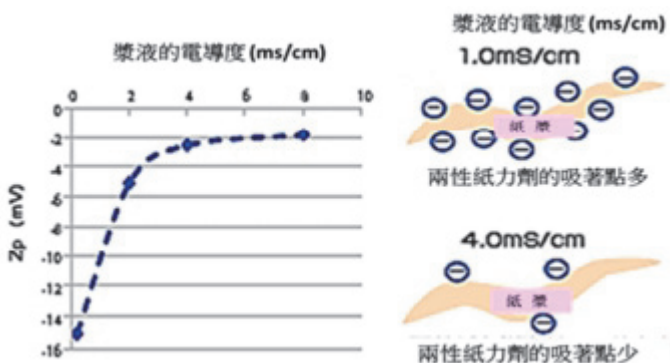 漿液的電導度(ms/cm)
0 2 4 6 8 10
0
-2
-4
-6
-8
-10
-12
-14
-16
Zp (mV)
漿液的電導度(ms/cm)
1.0mS/cm
紙漿
兩性紙力劑的吸著點多
4.0mS/cm
紙漿
兩性紙力劑的吸著點少